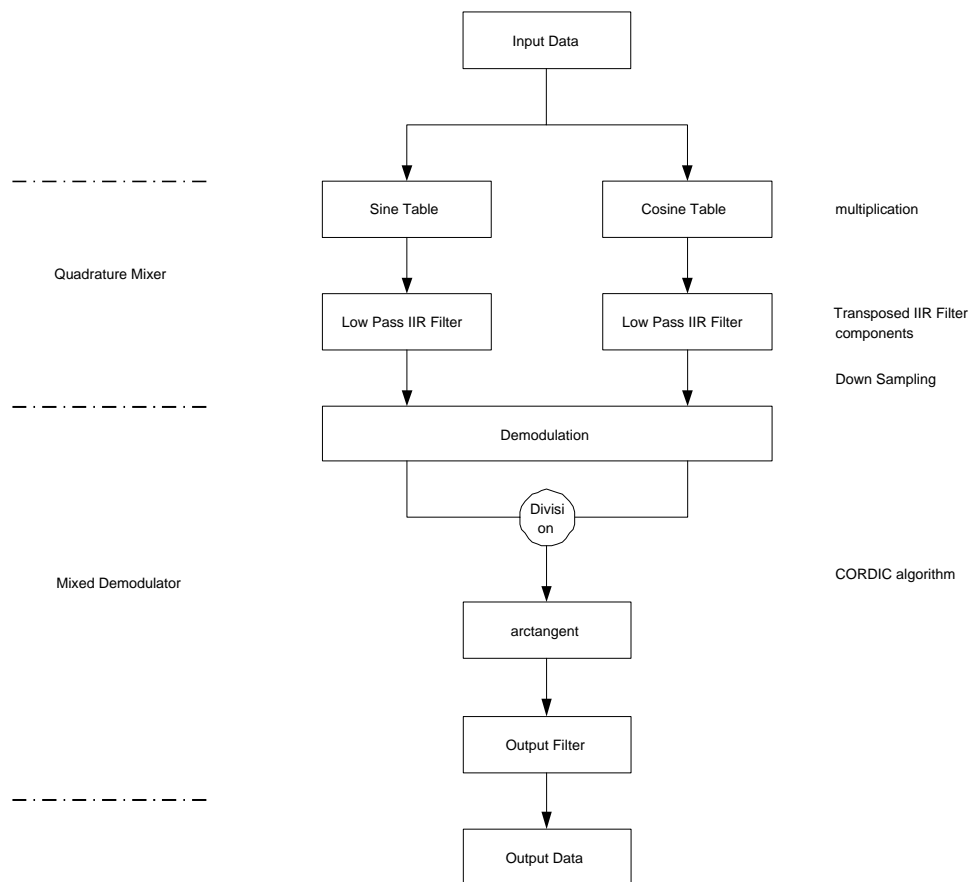 Input Data
Sine Table
Cosine Table
multiplication
Quadrature Mixer
Low Pass IIR Filter
Low Pass IIR Filter
Transposed IIR Filter
components
Down Sampling
Demodulation
Divisi
on
Mixed Demodulator
CORDIC algorithm
arctangent
Output Filter
Output Data